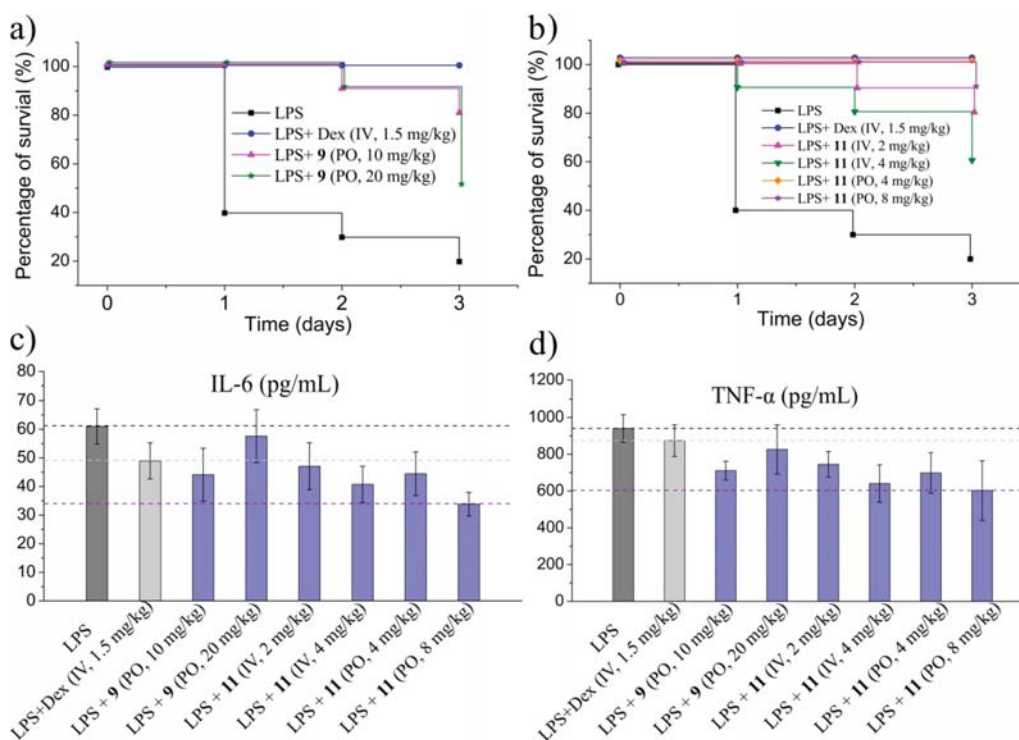 a)
Percentage of survial (%)
100
80
60
40
20
0
1
2
3
Time (days)
LPS
LPS+ Dex (IV, 1.5 mg/kg)
LPS+ 9 (PO, 10 mg/kg)
LPS+ 9 (PO, 20 mg/kg)
b)
Percentage of survial (%)
100
80
60
40
20
0
1
2
3
Time (days)
LPS
LPS+ Dex (IV, 1.5 mg/kg)
LPS+ 11 (IV, 2 mg/kg)
LPS+ 11 (IV, 4 mg/kg)
LPS+ 11 (PO, 4 mg/kg)
LPS+ 11 (PO, 8 mg/kg)
c)
IL-6 (pg/mL)
80
70
60
50
40
30
20
10
0
LPS
LPS+Dex (IV, 1.5 mg/kg)
LPS + 9 (PO, 10 mg/kg)
LPS + 9 (PO, 20 mg/kg)
LPS + 11 (IV, 2 mg/kg)
LPS + 11 (IV, 4 mg/kg)
LPS + 11 (PO, 4 mg/kg)
LPS + 11 (PO, 8 mg/kg)
d)
TNF-α (pg/mL)
1200
1000
800
600
400
200
0
LPS
LPS+Dex (IV, 1.5 mg/kg)
LPS + 9 (PO, 10 mg/kg)
LPS + 9 (PO, 20 mg/kg)
LPS + 11 (IV, 2 mg/kg)
LPS + 11 (IV, 4 mg/kg)
LPS + 11 (PO, 4 mg/kg)
LPS + 11 (PO, 8 mg/kg)